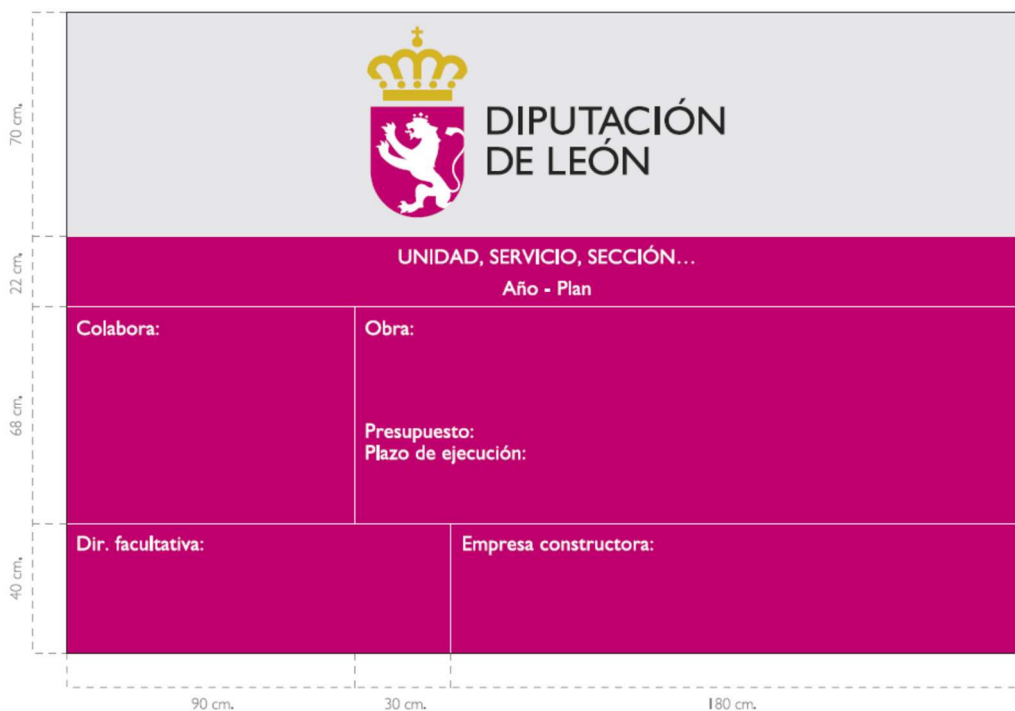 70 cm.
DIPUTACIÓN
DE LEÓN
22 cm.
UNIDAD, SERVICIO, SECCIÓN...
Año - Plan
68 cm.
Colabora:
Obra:
Presupuesto:
Plazo de ejecución:
40 cm.
Dir. facultativa:
Empresa constructora:
90 cm.
30 cm.
180 cm.